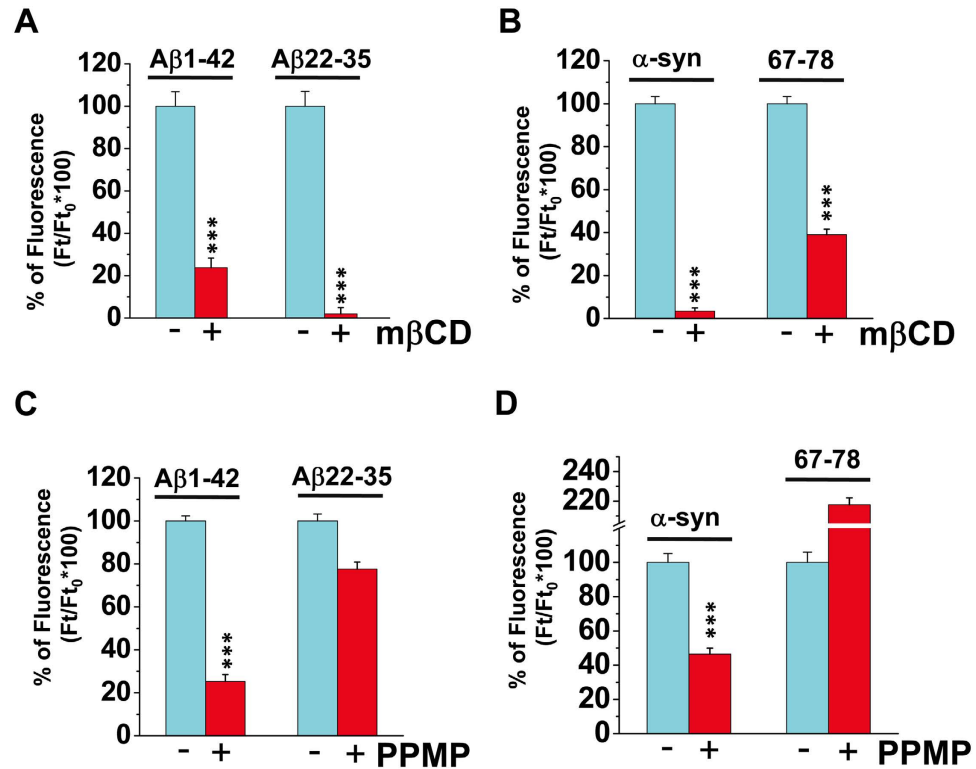 A
Aβ1-42 Aβ22-35
% of Fluorescence
(Ft/Ft₀*100)
120
100
80
60
40
20
0
***
***
- + - + mβCD
B
α-syn 67-78
% of Fluorescence
(Ft/Ft₀*100)
120
100
80
60
40
20
0
***
***
- + - + mβCD
C
Aβ1-42 Aβ22-35
% of Fluorescence
(Ft/Ft₀*100)
120
100
80
60
40
20
0
***
- + - + PPMP
D
67-78
α-syn
% of Fluorescence
(Ft/Ft₀*100)
240
220
100
80
60
40
20
0
***
- + - + PPMP